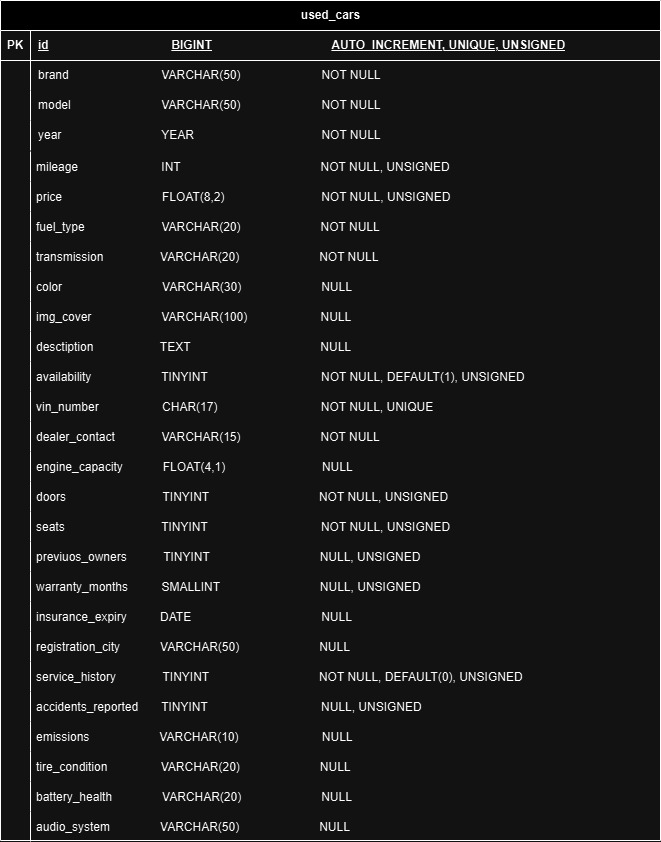 used_cars
PK id BIGINT AUTO_INCREMENT, UNIQUE, UNSIGNED
brand VARCHAR(50) NOT NULL
model VARCHAR(50) NOT NULL
year YEAR NOT NULL
mileage INT NOT NULL, UNSIGNED
price FLOAT(8,2) NOT NULL, UNSIGNED
fuel_type VARCHAR(20) NOT NULL
transmission VARCHAR(20) NOT NULL
color VARCHAR(30) NULL
img_cover VARCHAR(100) NULL
desctiption TEXT NULL
availability TINYINT NOT NULL, DEFAULT(1), UNSIGNED
vin_number CHAR(17) NOT NULL, UNIQUE
dealer_contact VARCHAR(15) NOT NULL
engine_capacity FLOAT(4,1) NULL
doors TINYINT NOT NULL, UNSIGNED
seats TINYINT NOT NULL, UNSIGNED
previuos_owners TINYINT NULL, UNSIGNED
warranty_months SMALLINT NULL, UNSIGNED
insurance_expiry DATE NULL
registration_city VARCHAR(50) NULL
service_history TINYINT NOT NULL, DEFAULT(0), UNSIGNED
accidents_reported TINYINT NULL, UNSIGNED
emissions VARCHAR(10) NULL
tire_condition VARCHAR(20) NULL
battery_health VARCHAR(20) NULL
audio_system VARCHAR(50) NULL